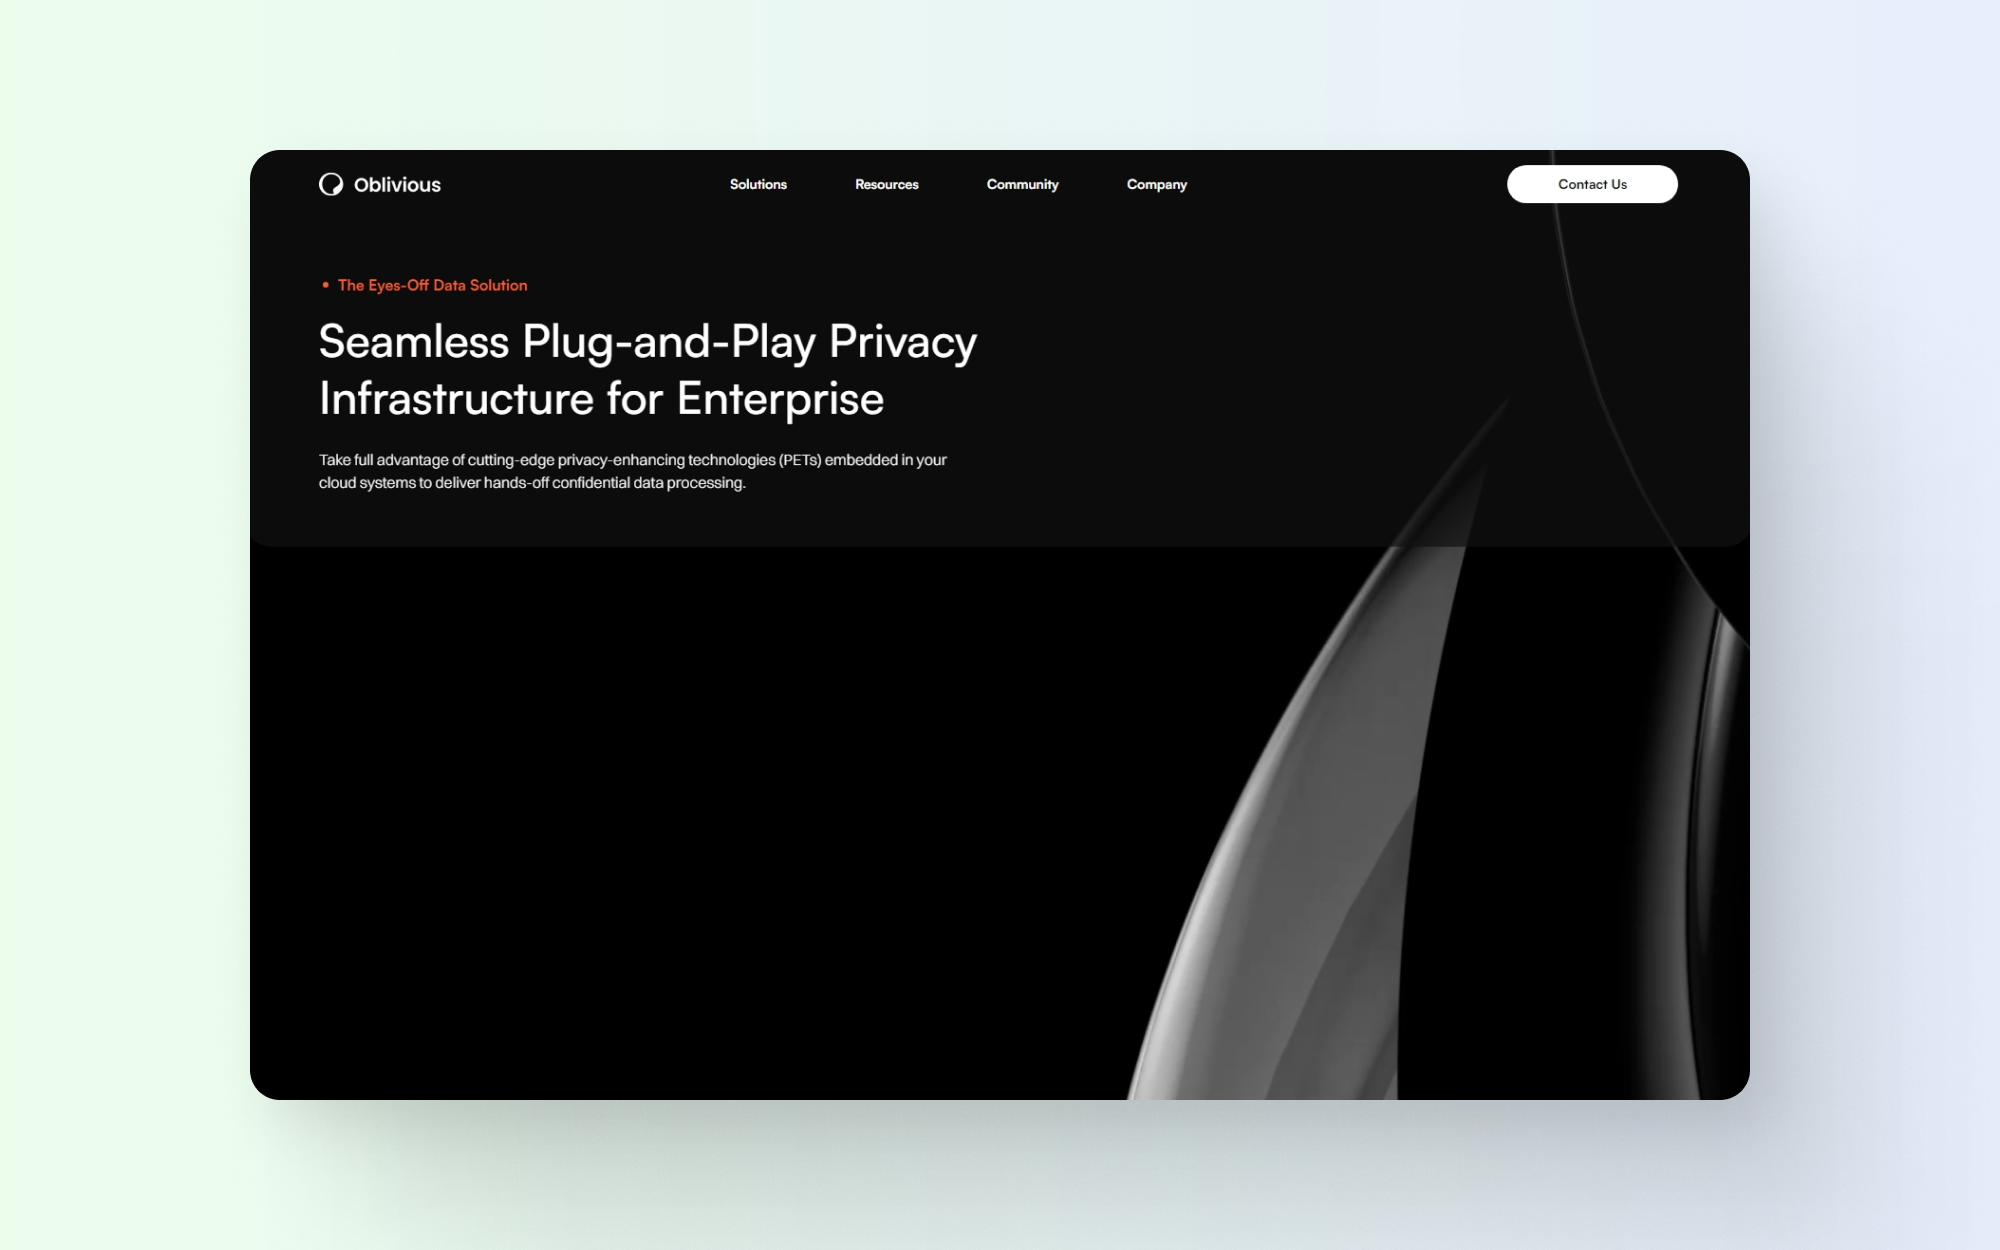 Oblivious
Solutions
Resources
Community
Company
Contact Us
The Eyes-Off Data Solution
Seamless Plug-and-Play Privacy
Infrastructure for Enterprise
Take full advantage of cutting-edge privacy-enhancing technologies (PETs) embedded in your
cloud systems to deliver hands-off confidential data processing.